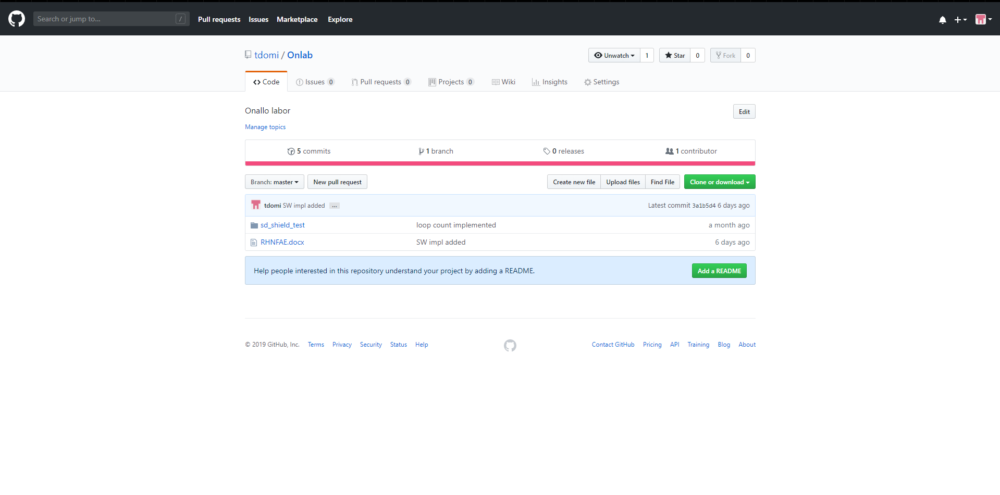 Search or jump to... / Pull requests Issues Marketplace Explore
tdomi / Onlab Unwatch 1 Star 0 Fork 0
Code Issues 0 Pull requests 0 Projects 0 Wiki Insights Settings
Onallo labor Edit
Manage topics
5 commits 1 branch 0 releases 1 contributor
Branch: master New pull request Create new file Upload files Find File Clone or download
tdomi SW impl added ... Latest commit 3a1b5d4 6 days ago
sd_shield_test loop count implemented a month ago
RHNFAE.docx SW impl added 6 days ago
Help people interested in this repository understand your project by adding a README. Add a README
© 2019 GitHub, Inc. Terms Privacy Security Status Help Contact GitHub Pricing API Training Blog About